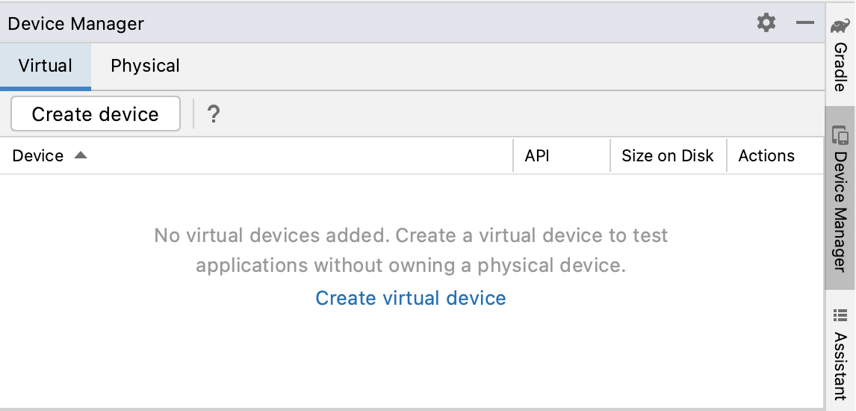 Device Manager
Virtual
Physical
Create device
?
Device
API
Size on Disk
Actions
No virtual devices added. Create a virtual device to test
applications without owning a physical device.
Create virtual device
Gradle
Device Manager
Assistant